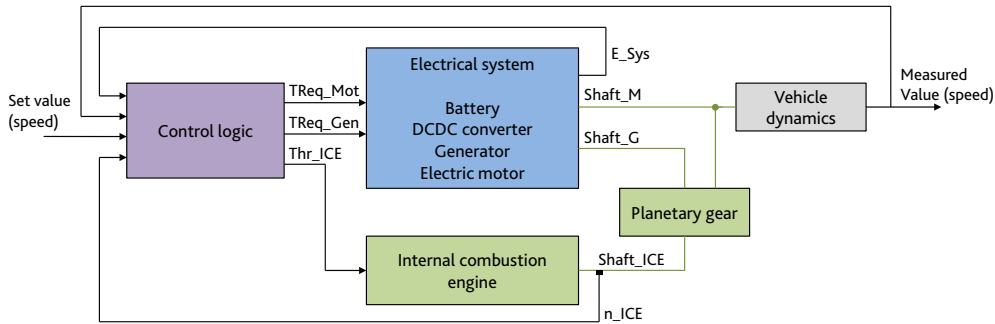 E_Sys
Electrical system
Battery
DCDC converter
Generator
Electric motor
Set value
(speed)
Control logic
TReq_Mot
TReq_Gen
Thr_ICE
Shaft_M
Shaft_G
Vehicle
dynamics
Measured
Value (speed)
Planetary gear
Internal combustion
engine
Shaft_ICE
n_ICE